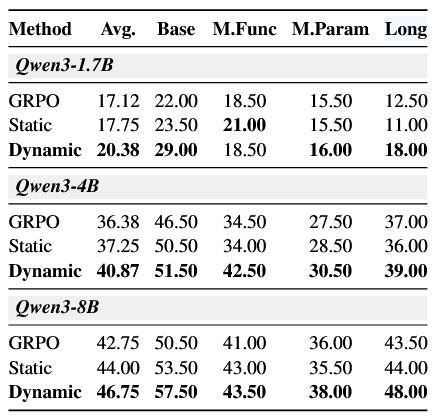 Method Avg. Base M.Func M.Param Long
Qwen3-1.7B
GRPO 17.12 22.00 18.50 15.50 12.50
Static 17.75 23.50 21.00 15.50 11.00
Dynamic 20.38 29.00 18.50 16.00 18.00
Qwen3-4B
GRPO 36.38 46.50 34.50 27.50 37.00
Static 37.25 50.50 34.00 28.50 36.00
Dynamic 40.87 51.50 42.50 30.50 39.00
Qwen3-8B
GRPO 42.75 50.50 41.00 36.00 43.50
Static 44.00 53.50 43.00 35.50 44.00
Dynamic 46.75 57.50 43.50 38.00 48.00